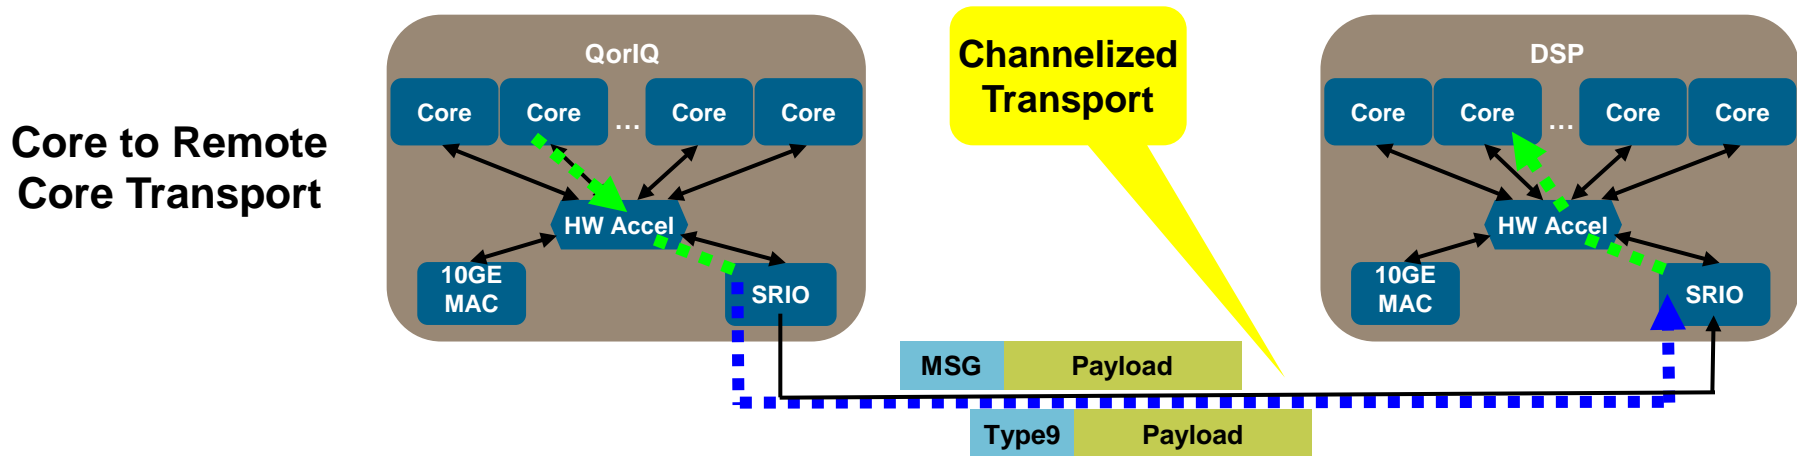 Core to Remote
Core Transport
QorIQ
Core
Core
...
Core
Core
HW Accel
10GE
MAC
SRIO
Channelized
Transport
DSP
Core
Core
...
Core
Core
HW Accel
10GE
MAC
SRIO
MSG Payload
Type9 Payload